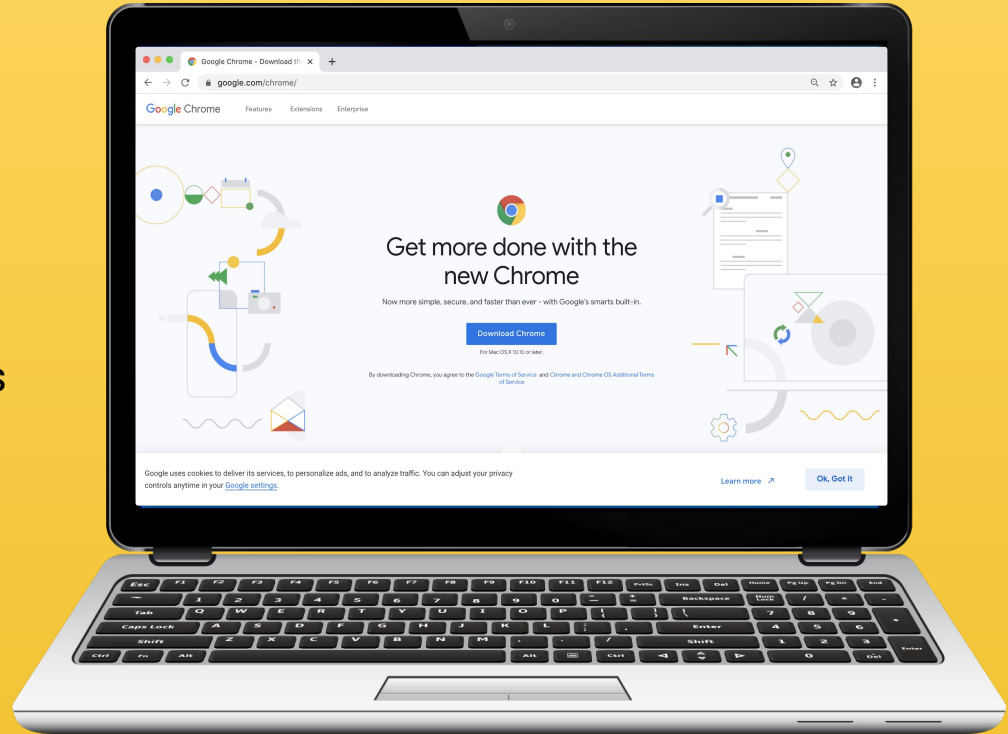 s
Google Chrome - Download th
google.com/chrome/
Google Chrome Features Extensions Enterprise
Get more done with the
new Chrome
Now more simple, secure, and faster than ever - with Google's smarts built-in.
Download Chrome
For Mac OS X 10.10 or later.
By downloading Chrome, you agree to the Google Terms of Service and Chrome and Chrome OS Additional Terms
of Service
Google uses cookies to deliver its services, to personalize ads, and to analyze traffic. You can adjust your privacy
controls anytime in your Google settings.
Learn more Ok, Got It
Esc F1 F2 F3 F4 F5 F6 F7 F8 F9 F10 F11 F12 PrtSc Ins Del Home Pg Up Pg Dn End
1 2 3 4 5 6 7 8 9 0 - = Backspace Num Lock / * -
Tab Q W E R T Y U I O P [ ] \ 7 8 9 +
Caps Lock A S D F G H J K L ; Enter 4 5 6
Shift Z X C V B N M . / Shift 1 2 3 Enter
Ctrl Fn Alt Alt Ctrl 0 Del